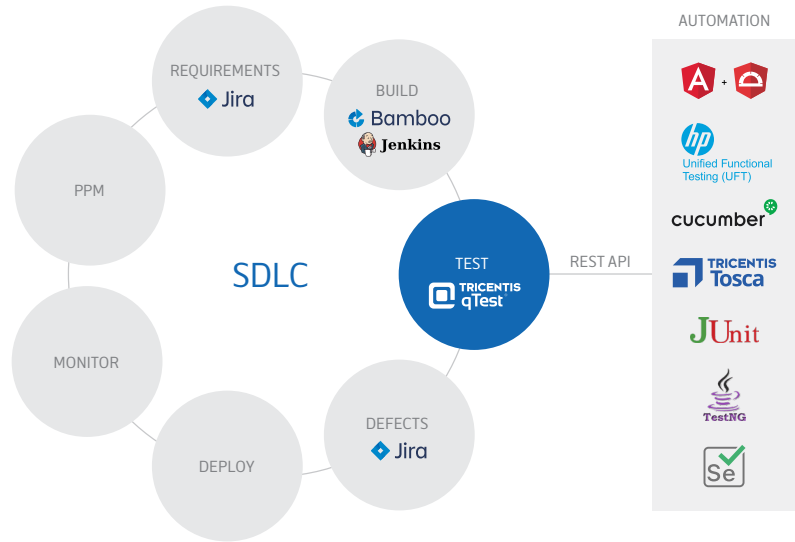 AUTOMATION
REQUIREMENTS
Jira
BUILD
Bamboo
Jenkins
PPM
SDLC
TEST
TRICENTIS
qTest
REST API
MONITOR
DEFECTS
Jira
DEPLOY
A
+
hp
Unified Functional
Testing (UFT)
cucumber
TRICENTIS
Tosca
JUnit
TestNG
Se